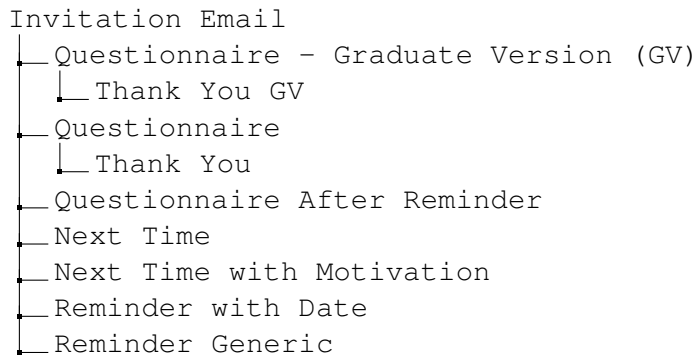 Invitation Email
Questionnaire – Graduate Version (GV)
Thank You GV
Questionnaire
Thank You
Questionnaire After Reminder
Next Time
Next Time with Motivation
Reminder with Date
Reminder Generic